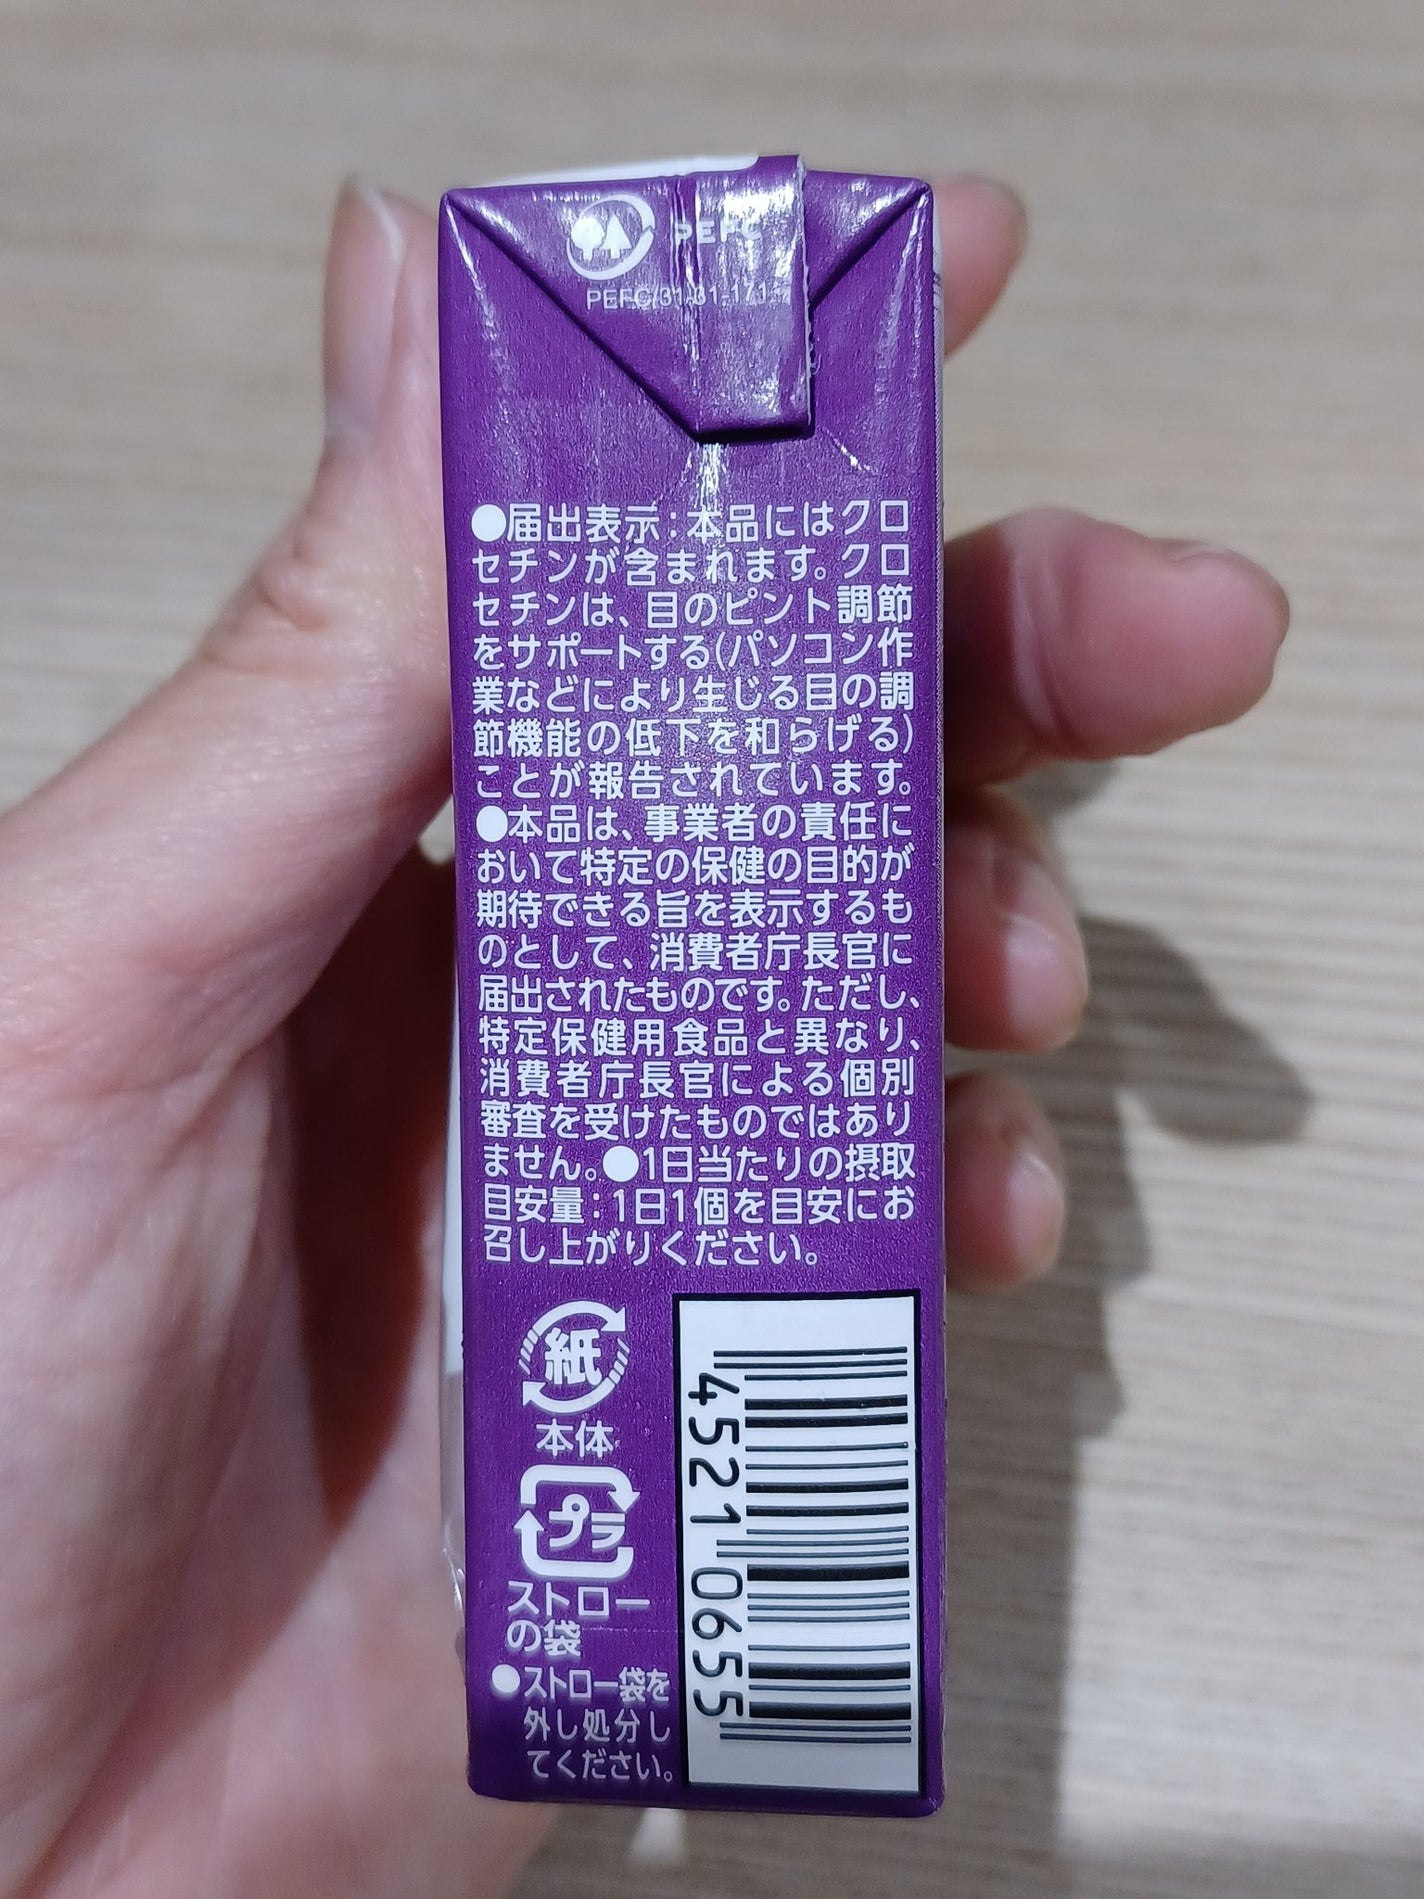 PEFC
PEFC/31-31-171
●届出表示:本品にはクロ
セチンが含まれます。クロ
セチンは、目のピント調節
をサポートする(パソコン作
業などにより生じる目の調
節機能の低下を和らげる)
ことが報告されています。
●本品は、事業者の責任に
おいて特定の保健の目的が
期待できる旨を表示するも
のとして、消費者庁長官に
届出されたものです。ただし、
特定保健用食品と異なり、
消費者庁長官による個別
審査を受けたものではあり
ません。●1日当たりの摂取
目安量:1日1個を目安にお
召し上がりください。
紙
本体
プラ
ストロー
の袋
●ストロー袋を
外し処分し
てください。
4521 0655